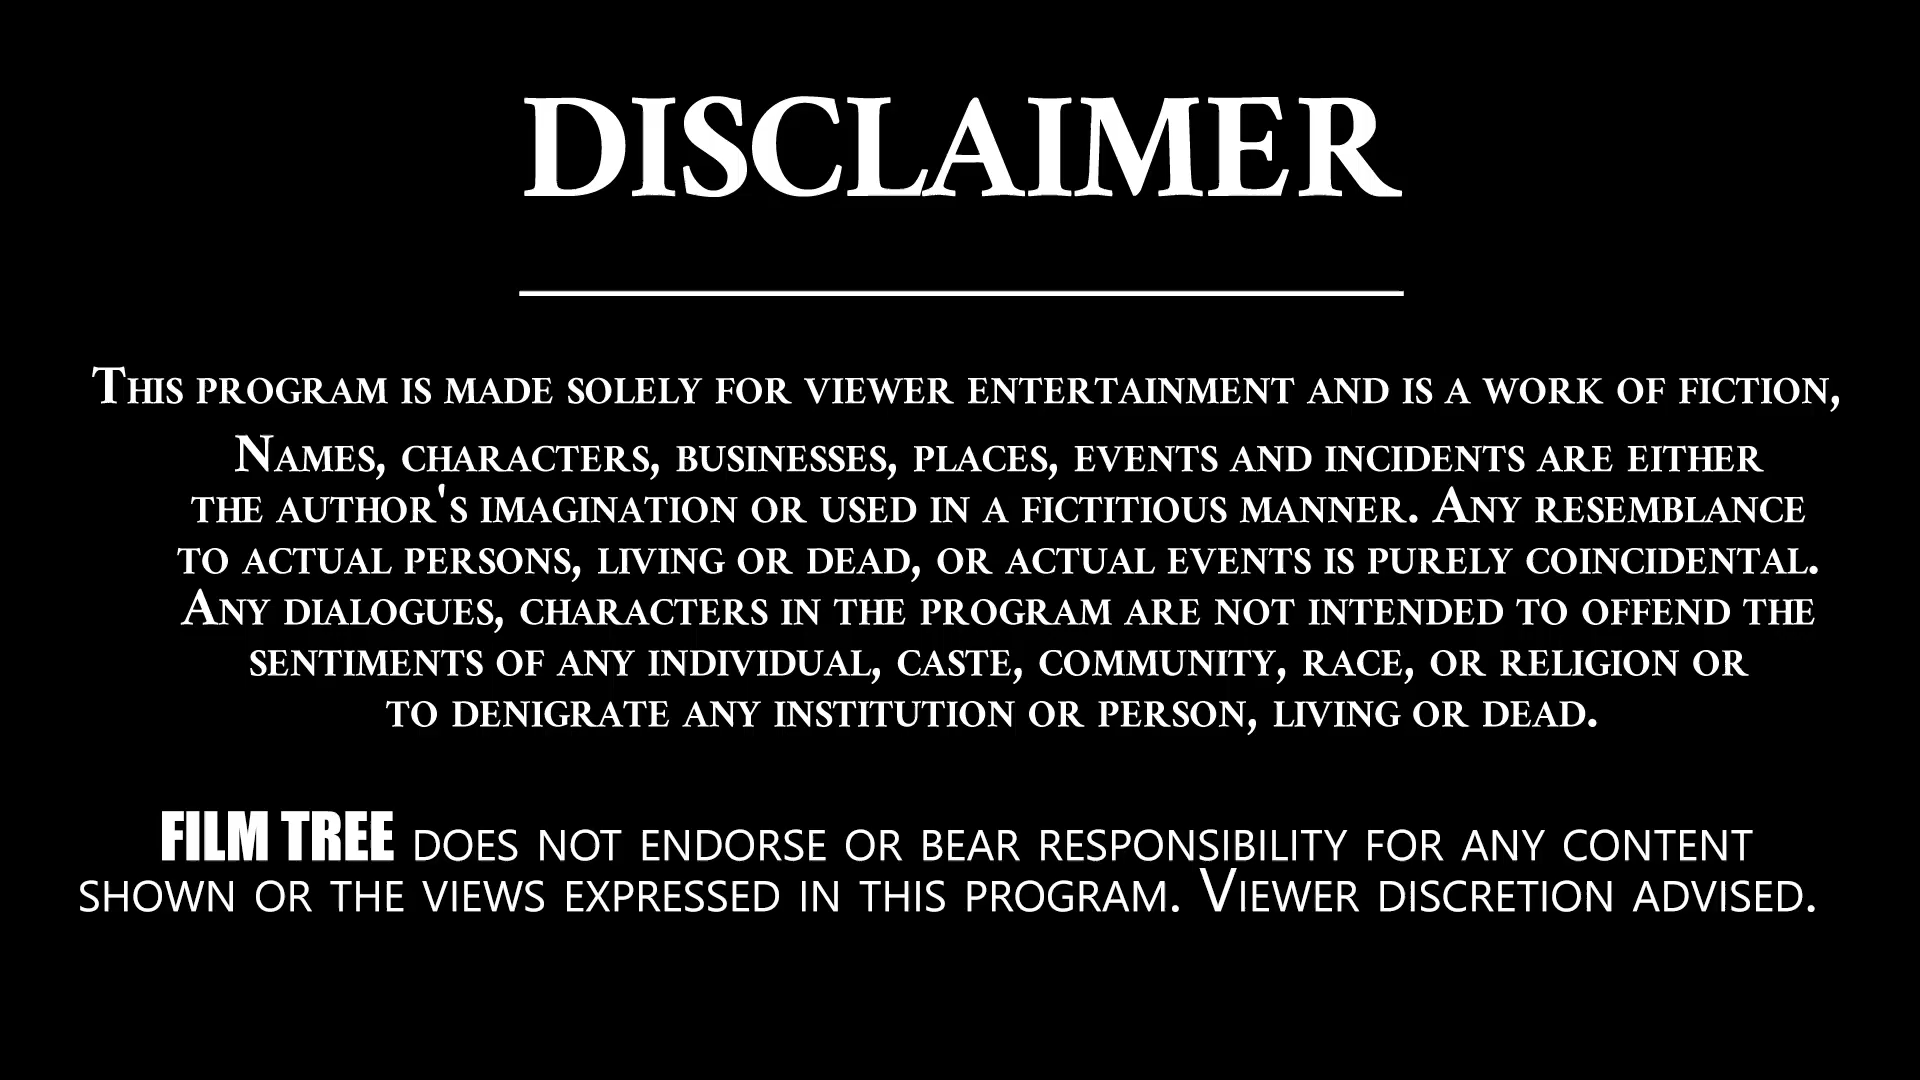 DISCLAIMER
This program is made solely for viewer entertainment and is a work of fiction,
Names, characters, businesses, places, events and incidents are either
the author's imagination or used in a fictitious manner. Any resemblance
to actual persons, living or dead, or actual events is purely coincidental.
Any dialogues, characters in the program are not intended to offend the
sentiments of any individual, caste, community, race, or religion or
to denigrate any institution or person, living or dead.
FILM TREE does not endorse or bear responsibility for any content
shown or the views expressed in this program. Viewer discretion advised.